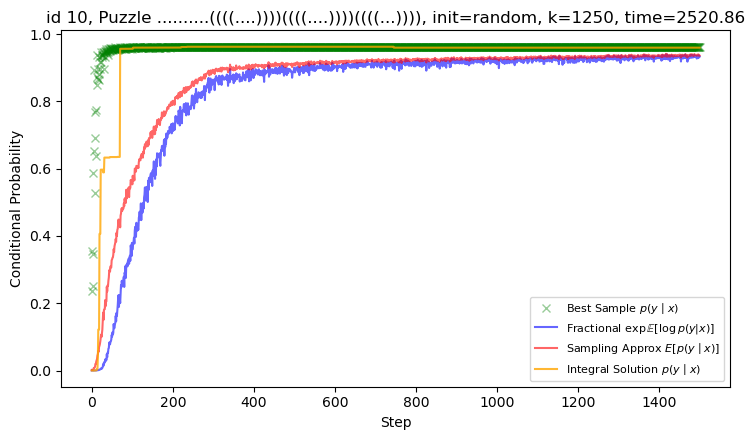 id 10, Puzzle ..........((((....))))((((....))))((((...)))), init=random, k=1250, time=2520.86
Conditional Probability
1.0
0.8
0.6
0.4
0.2
0.0
0 200 400 600 800 1000 1200 1400
Step
Best Sample p(y | x)
Fractional exp 𝔼[log p(y|x)]
Sampling Approx E[p(y | x)]
Integral Solution p(y | x)